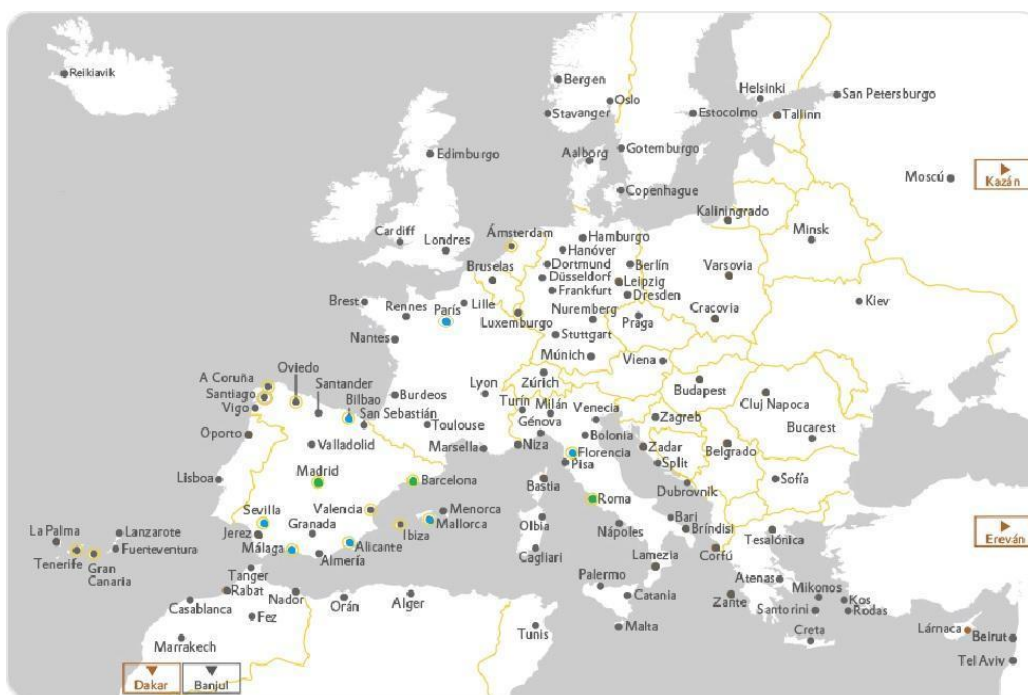 Reikiavik
Bergen
Helsinki
San Petersburgo
Oslo
Stavanger
Estocolmo
Tallinn
Edimburgo
Aalborg
Gotemburgo
Moscú
Kazán
Copenhague
Kaliningrado
Cardiff
Londres
Ámsterdam
Hamburgo
Minsk
Hanóver
Bruselas
Dortmund
Berlín
Varsovia
Düsseldorf
Leipzig
Frankfurt
Dresden
Brest
Rennes
París
Lille
Luxemburgo
Nuremberg
Praga
Cracovia
Kiev
Nantes
Stuttgart
Múnich
Viena
Oviedo
A Coruña
Santander
Santiago
Bilbao
Vigo
San Sebastián
Burdeos
Lyon
Zúrich
Turín
Milán
Venecia
Budapest
Cluj Napoca
Génova
Zagreb
Oporto
Toulouse
Valladolid
Marsella
Niza
Bolonia
Florencia
Pisa
Zadar
Split
Belgrado
Bucarest
Lisboa
Madrid
Barcelona
Bastia
Dubrovnik
Sofía
Roma
Sevilla
Valencia
Menorca
Mallorca
Granada
Ibiza
Olbia
Nápoles
Bari
Bríndisi
Tesalónica
Ereván
La Palma
Lanzarote
Jerez
Málaga
Alicante
Almería
Cagliari
Lamezia
Corfú
Tenerife
Fuenteventura
Gran
Canaria
Tanger
Rabat
Palermo
Catania
Atenas
Zante
Mikonos
Kos
Santorini
Rodas
Casablanca
Nador
Orán
Alger
Fez
Marrakech
Tunis
Malta
Creta
Lárnaca
Beirut
Tel Aviv
Dakar
Banjul